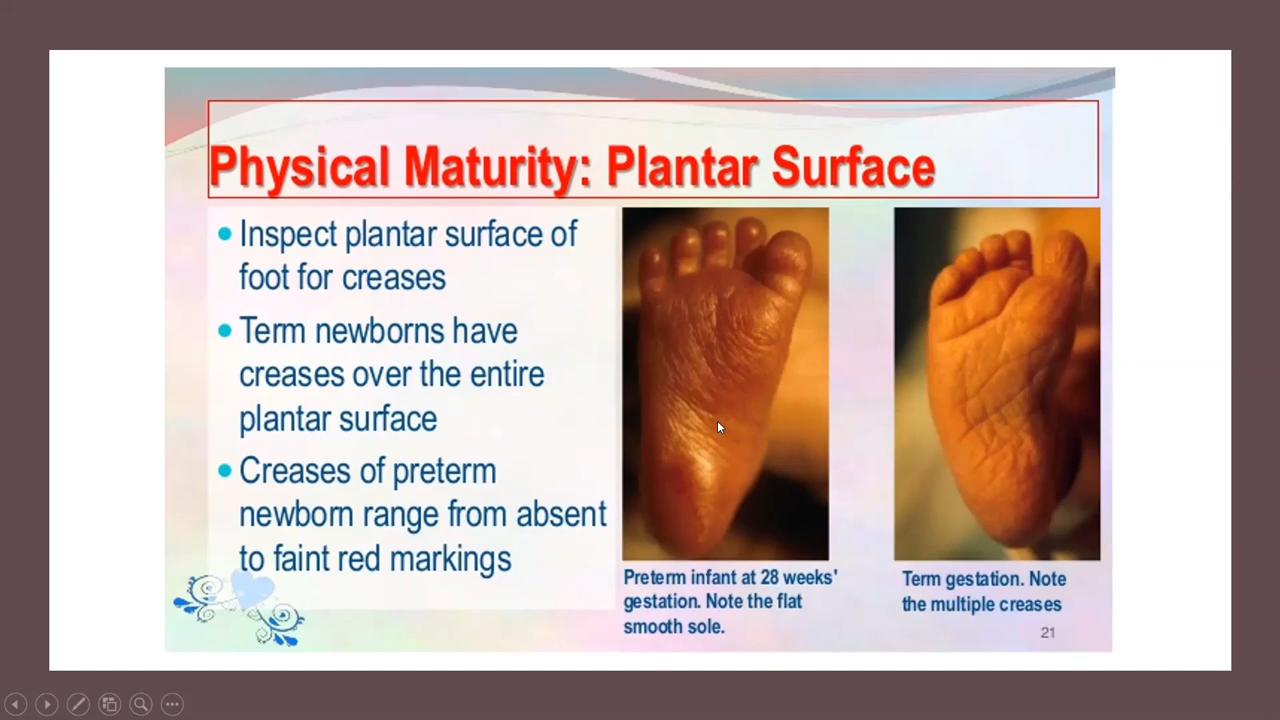 Physical Maturity: Plantar Surface
• Inspect plantar surface of
foot for creases
• Term newborns have
creases over the entire
plantar surface
• Creases of preterm
newborn range from absent
to faint red markings
Preterm infant at 28 weeks'
gestation. Note the flat
smooth sole.
Term gestation. Note
the multiple creases
21